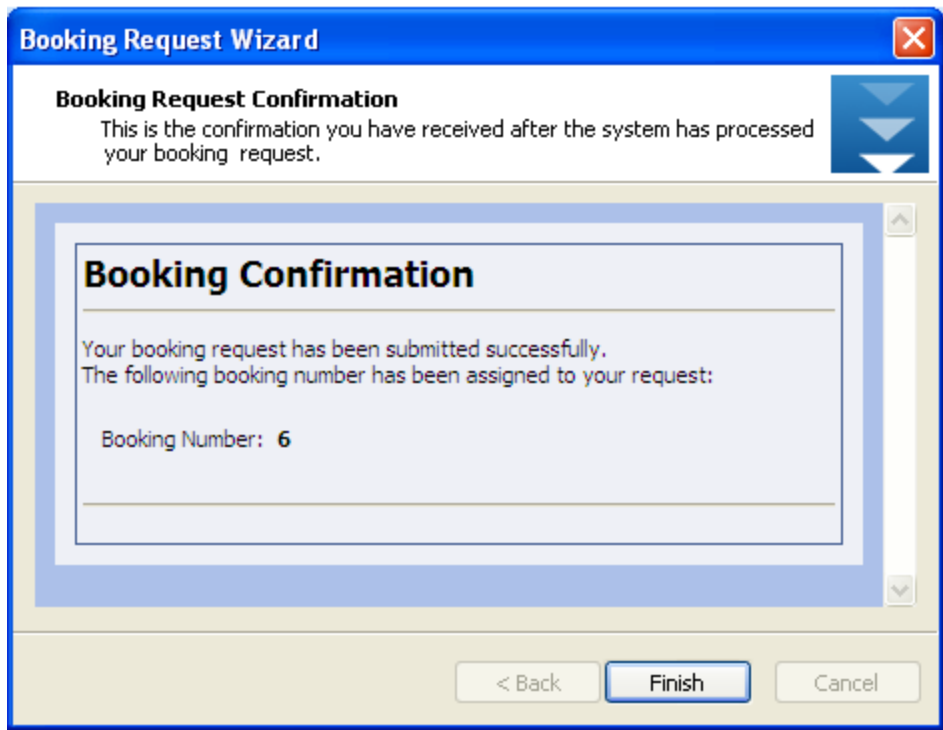 Booking Request Wizard
Booking Request Confirmation
This is the confirmation you have received after the system has processed
your booking request.
Booking Confirmation
Your booking request has been submitted successfully.
The following booking number has been assigned to your request:
Booking Number: 6
< Back Finish Cancel